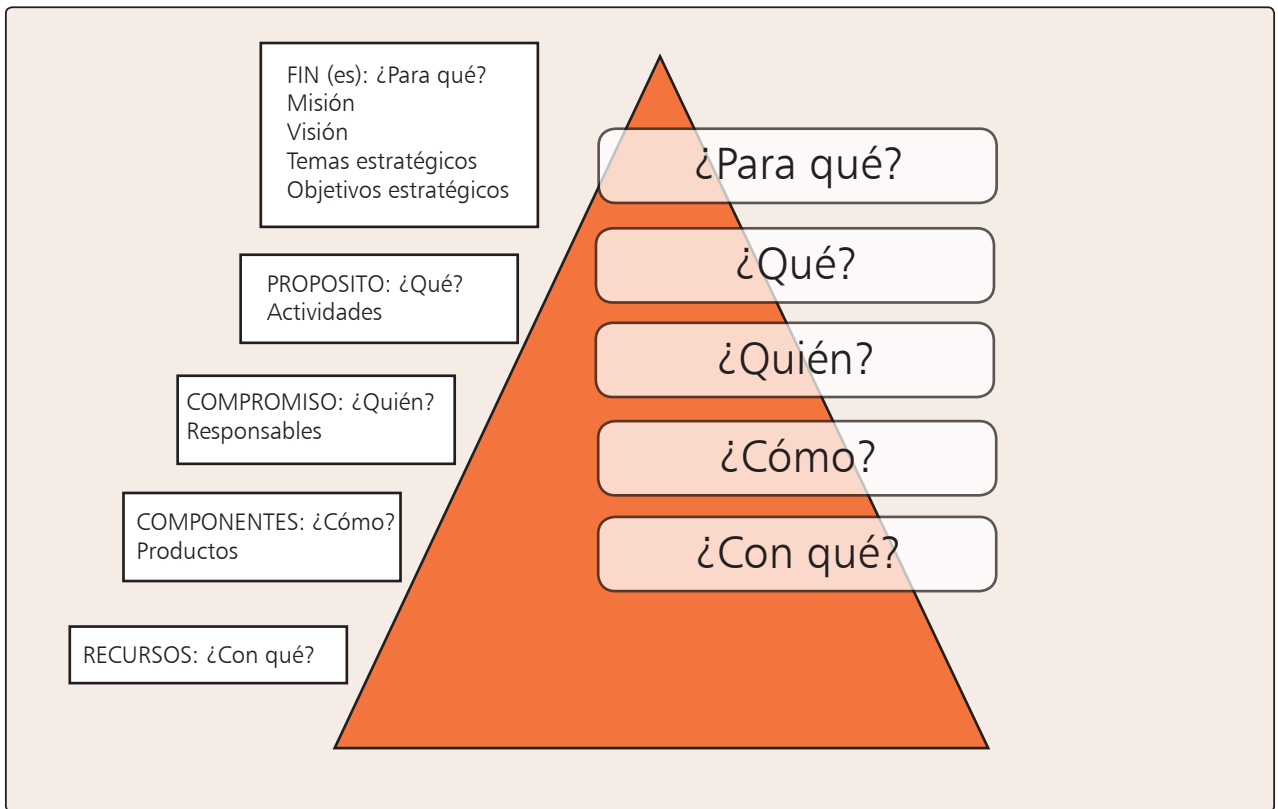 FIN (es): ¿Para qué?
Misión
Visión
Temas estratégicos
Objetivos estratégicos
¿Para qué?
PROPOSITO: ¿Qué?
Actividades
¿Qué?
COMPROMISO: ¿Quién?
Responsables
¿Quién?
COMPONENTES: ¿Cómo?
Productos
¿Cómo?
RECURSOS: ¿Con qué?
¿Con qué?